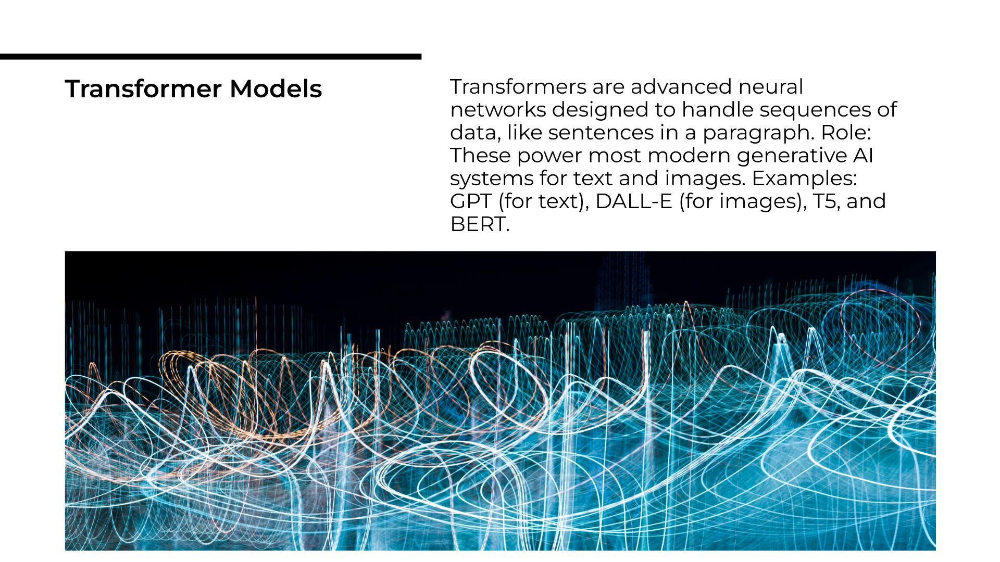 Transformer Models
Transformers are advanced neural
networks designed to handle sequences of
data, like sentences in a paragraph. Role:
These power most modern generative AI
systems for text and images. Examples:
GPT (for text), DALL-E (for images), T5, and
BERT.